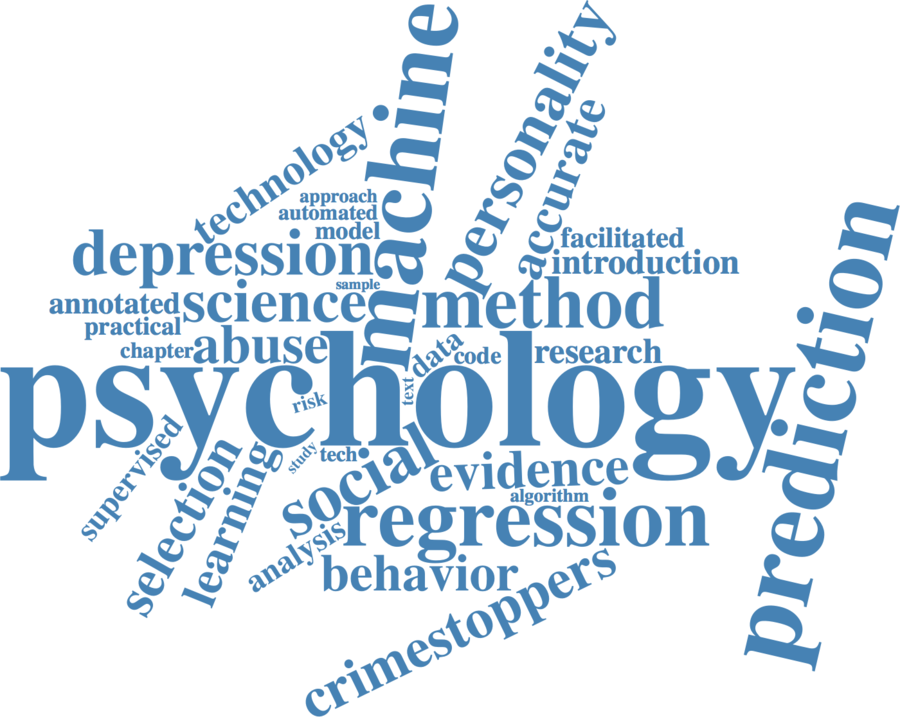 machine
personality
technology
accurate
approach
automated
model
facilitated
depression
introduction
sample
prediction
annotated
science
method
practical
chapter
abuse
data
code
research
psychology
risk
text
supervised
selection
learning
study
tech
social
evidence
algorithm
regression
analysis
behavior
crimestoppers